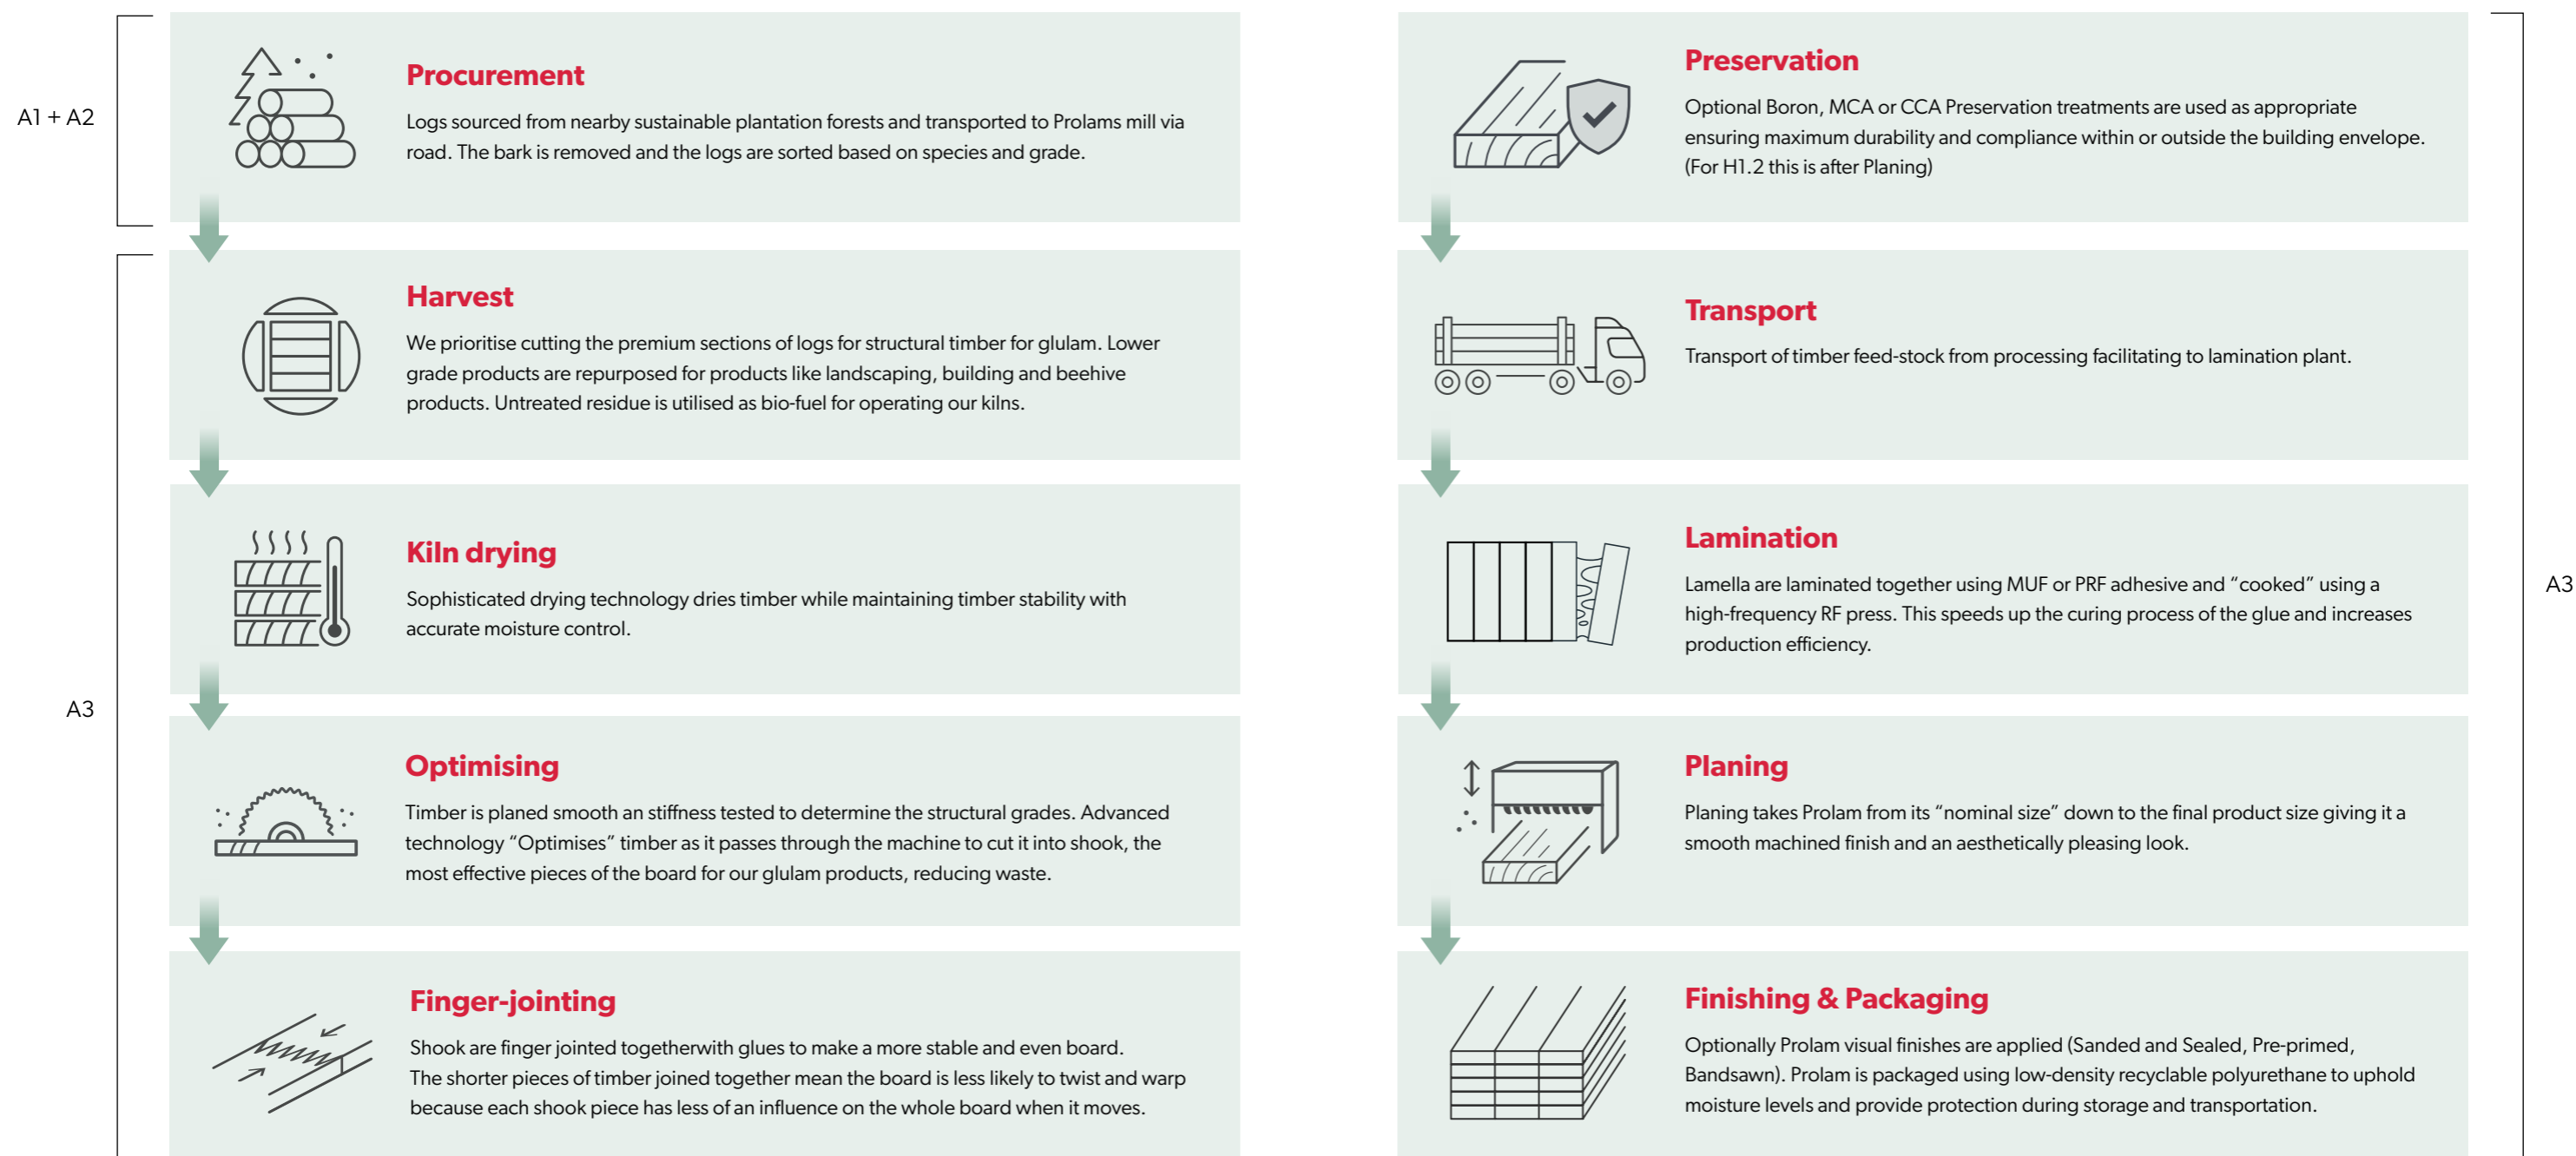 A1 + A2
Procurement
Logs sourced from nearby sustainable plantation forests and transported to Prolams mill via
road. The bark is removed and the logs are sorted based on species and grade.
A3
Harvest
We prioritise cutting the premium sections of logs for structural timber for glulam. Lower
grade products are repurposed for products like landscaping, building and beehive
products. Untreated residue is utilised as bio-fuel for operating our kilns.
Kiln drying
Sophisticated drying technology dries timber while maintaining timber stability with
accurate moisture control.
Optimising
Timber is planed smooth an stiffness tested to determine the structural grades. Advanced
technology “Optimises” timber as it passes through the machine to cut it into shook, the
most effective pieces of the board for our glulam products, reducing waste.
Finger-jointing
Shook are finger jointed togetherwith glues to make a more stable and even board.
The shorter pieces of timber joined together mean the board is less likely to twist and warp
because each shook piece has less of an influence on the whole board when it moves.
Preservation
Optional Boron, MCA or CCA Preservation treatments are used as appropriate
ensuring maximum durability and compliance within or outside the building envelope.
(For H1.2 this is after Planing)
Transport
Transport of timber feed-stock from processing facilitating to lamination plant.
Lamination
Lamella are laminated together using MUF or PRF adhesive and “cooked” using a
high-frequency RF press. This speeds up the curing process of the glue and increases
production efficiency.
Planing
Planing takes Prolam from its “nominal size” down to the final product size giving it a
smooth machined finish and an aesthetically pleasing look.
Finishing & Packaging
Optionally Prolam visual finishes are applied (Sanded and Sealed, Pre-primed,
Bandsawn). Prolam is packaged using low-density recyclable polyurethane to uphold
moisture levels and provide protection during storage and transportation.
A3